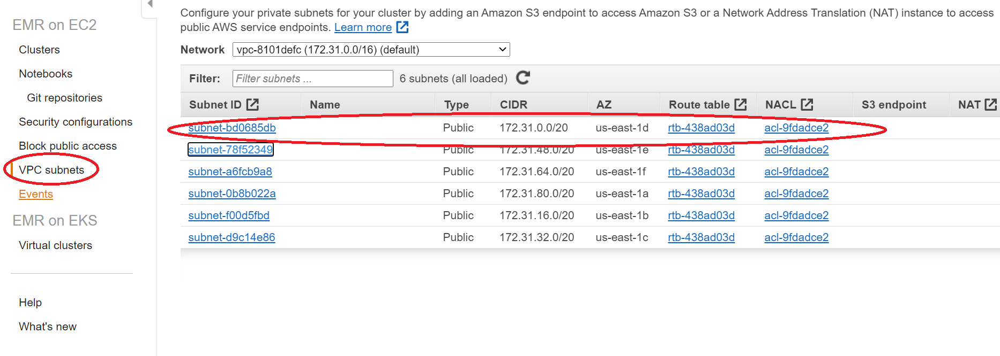 EMR on EC2
Clusters
Notebooks
Git repositories
Security configurations
Block public access
VPC subnets
Events
EMR on EKS
Virtual clusters
Help
What's new
Configure your private subnets for your cluster by adding an Amazon S3 endpoint to access Amazon S3 or a Network Address Translation (NAT) instance to access
public AWS service endpoints. Learn more
Network vpc-8101defc (172.31.0.0/16) (default)
Filter: Filter subnets ... 6 subnets (all loaded)
Subnet ID Name Type CIDR AZ Route table NACL S3 endpoint NAT
subnet-bd0685db Public 172.31.0.0/20 us-east-1d rtb-438ad03d acl-9fdadce2
subnet-78f52349 Public 172.31.48.0/20 us-east-1e rtb-438ad03d acl-9fdadce2
subnet-a6fcb9a8 Public 172.31.64.0/20 us-east-1f rtb-438ad03d acl-9fdadce2
subnet-0b8b022a Public 172.31.80.0/20 us-east-1a rtb-438ad03d acl-9fdadce2
subnet-f00d5fbd Public 172.31.16.0/20 us-east-1b rtb-438ad03d acl-9fdadce2
subnet-d9c14e86 Public 172.31.32.0/20 us-east-1c rtb-438ad03d acl-9fdadce2